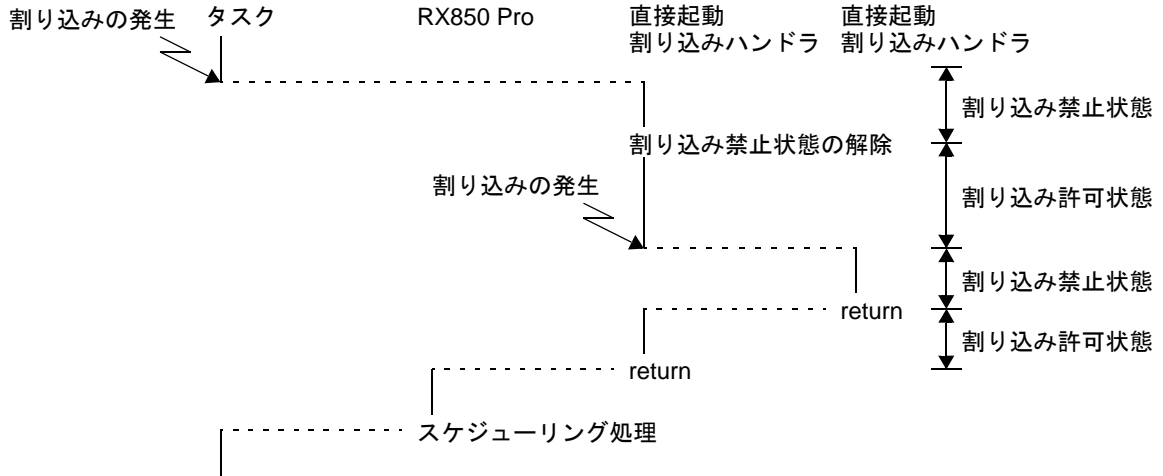 割り込みの発生
タスク
RX850 Pro
直接起動
割り込みハンドラ
直接起動
割り込みハンドラ
割り込み禁止状態
割り込み禁止状態の解除
割り込みの発生
割り込み許可状態
割り込み禁止状態
return
割り込み許可状態
return
スケジューリング処理